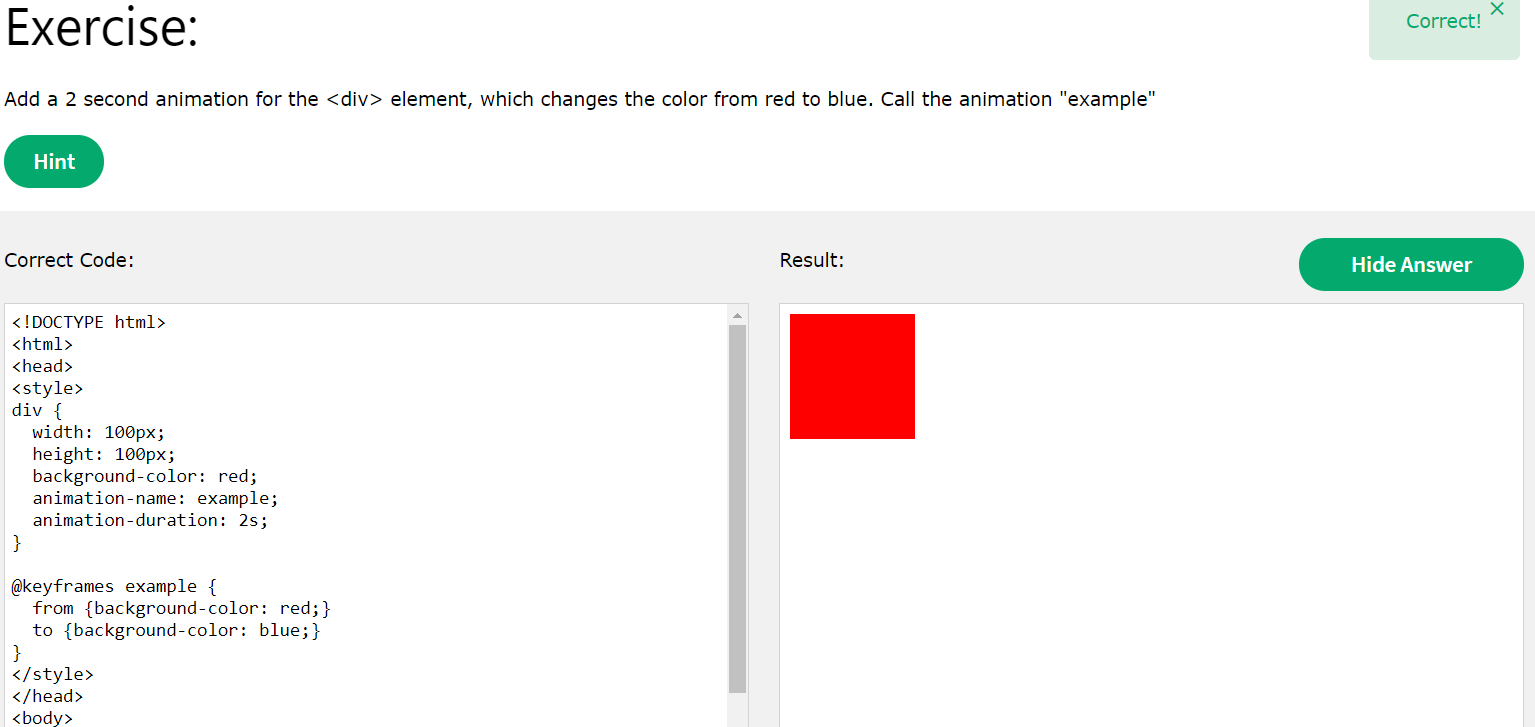 Exercise:
Correct!
×
Add a 2 second animation for the <div> element, which changes the color from red to blue. Call the animation "example"
Hint
Correct Code:
Result:
Hide Answer
<!DOCTYPE html>
<html>
<head>
<style>
div {
  width: 100px;
  height: 100px;
  background-color: red;
  animation-name: example;
  animation-duration: 2s;
}

@keyframes example {
  from {background-color: red;}
  to {background-color: blue;}
}
</style>
</head>
<body>